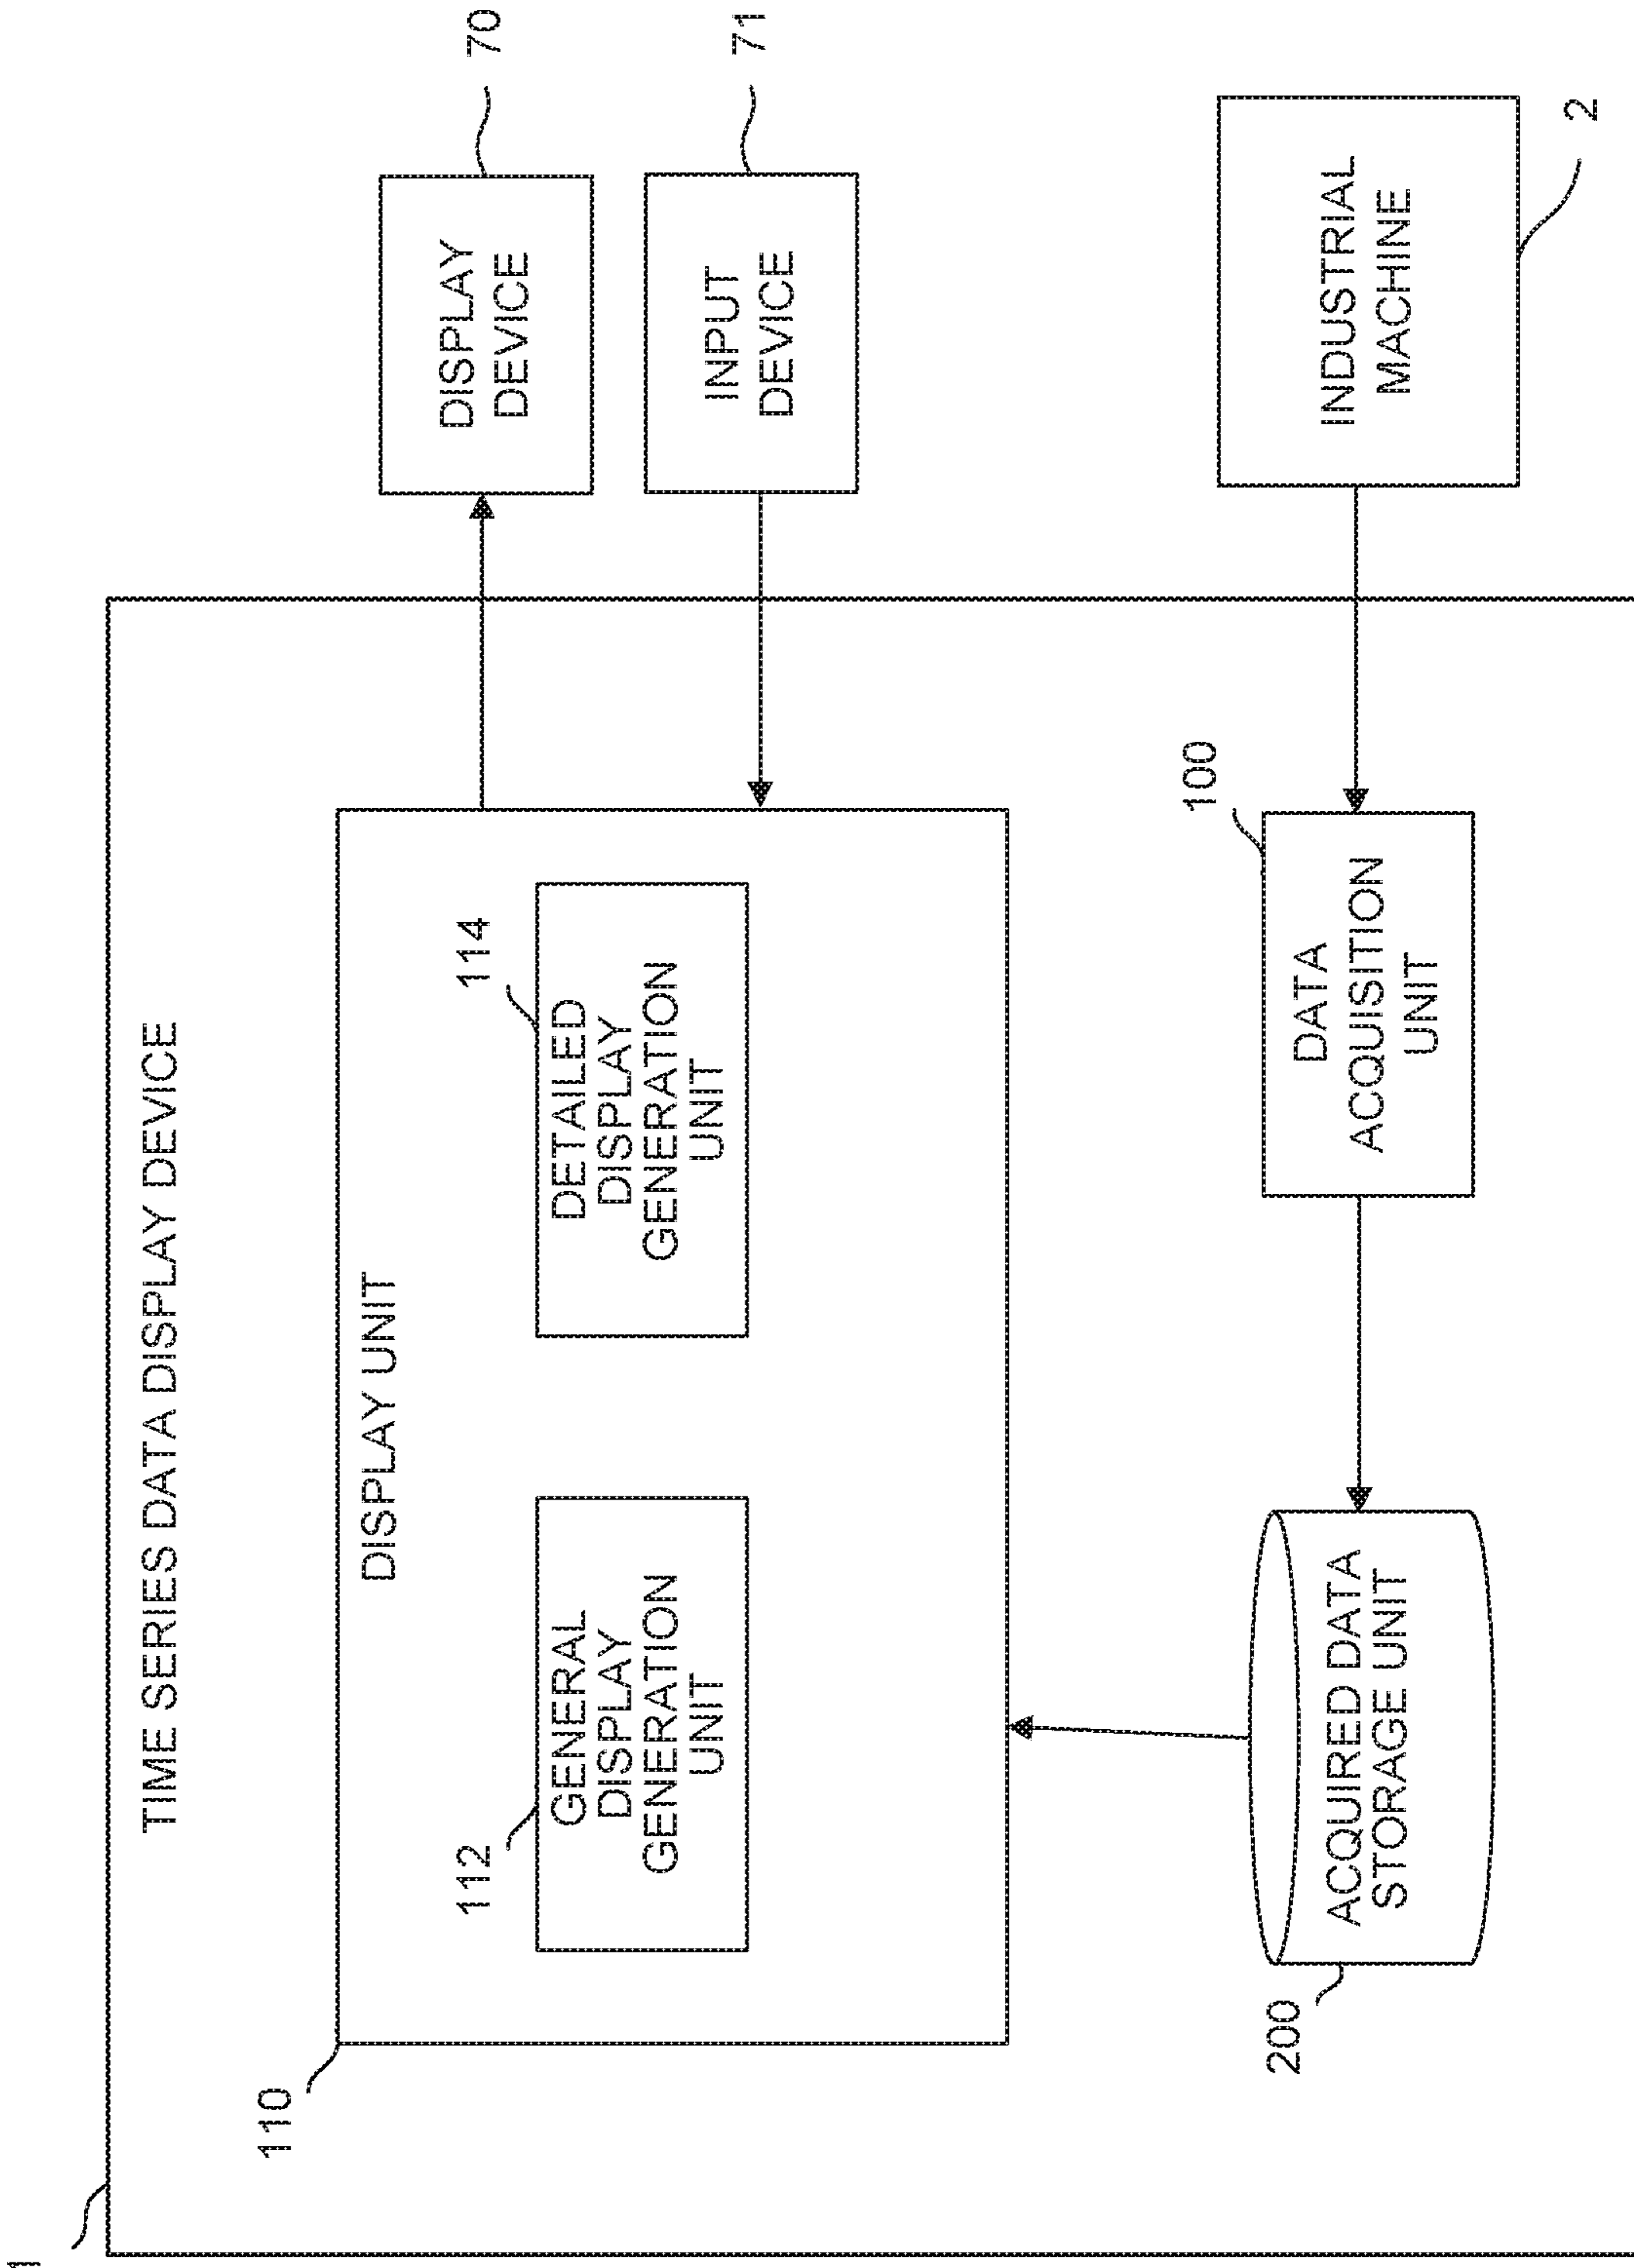 1
TIME SERIES DATA DISPLAY DEVICE
110
DISPLAY UNIT
112
GENERAL
DISPLAY
GENERATION
UNIT
114
DETAILED
DISPLAY
GENERATION
UNIT
70
DISPLAY
DEVICE
71
INPUT
DEVICE
200
ACQUIRED DATA
STORAGE UNIT
100
DATA
ACQUISITION
UNIT
INDUSTRIAL
MACHINE
2